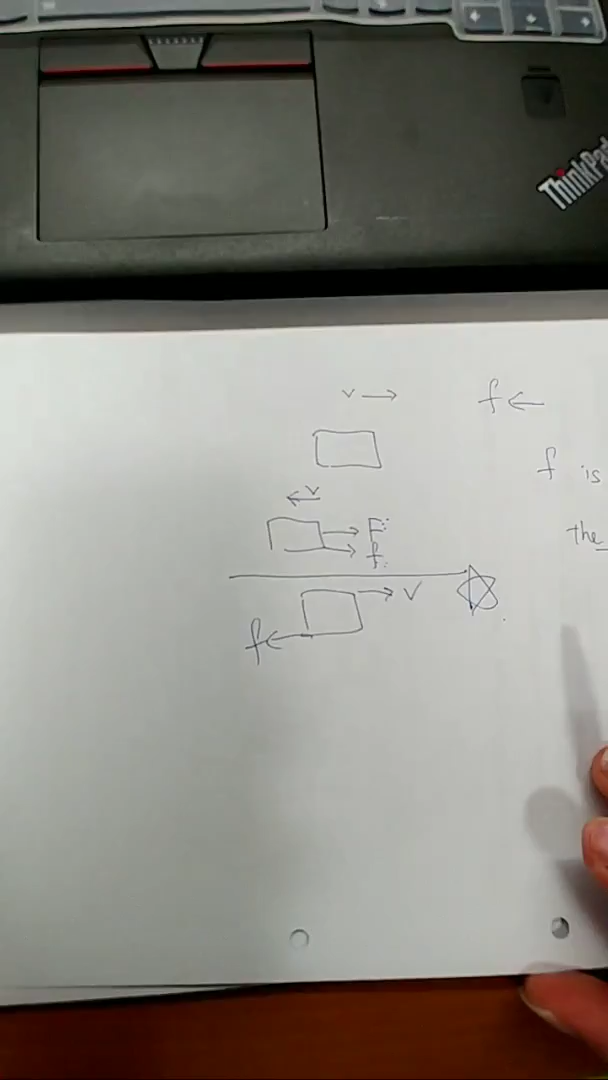 ThinkPad
v → f ←
f is
← v
F
f
the
→ v
f ←